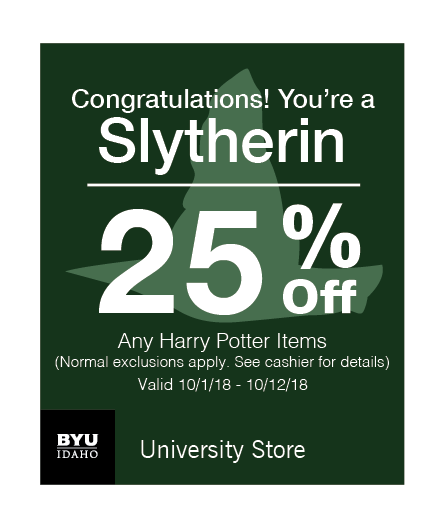 Congratulations! You’re a
Slytherin
25%
Off
Any Harry Potter Items
(Normal exclusions apply. See cashier for details)
Valid 10/1/18 - 10/12/18
BYU
IDAHO
University Store